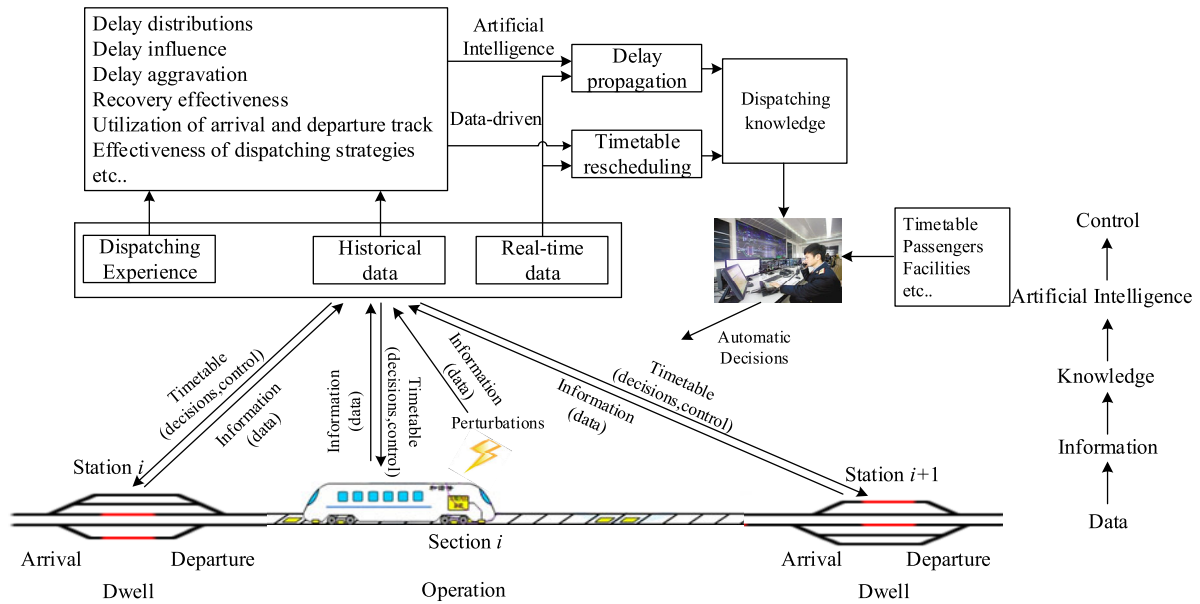 Delay distributions
Delay influence
Delay aggravation
Recovery effectiveness
Utilization of arrival and departure track
Effectiveness of dispatching strategies
etc..
Artificial
Intelligence
Data-driven
Delay
propagation
Timetable
rescheduling
Dispatching
knowledge
Dispatching
Experience
Historical
data
Real-time
data
Timetable
Passengers
Facilities
etc..
Automatic
Decisions
Control
Artificial Intelligence
Knowledge
Information
Data
Timetable
(decisions,control)
Information
(data)
Information
(data)
Timetable
(decisions,control)
Information
(data)
Perturbations
Timetable
(decisions,control)
Information
(data)
Station i
Station i+1
Section i
Arrival
Departure
Dwell
Operation
Arrival
Departure
Dwell